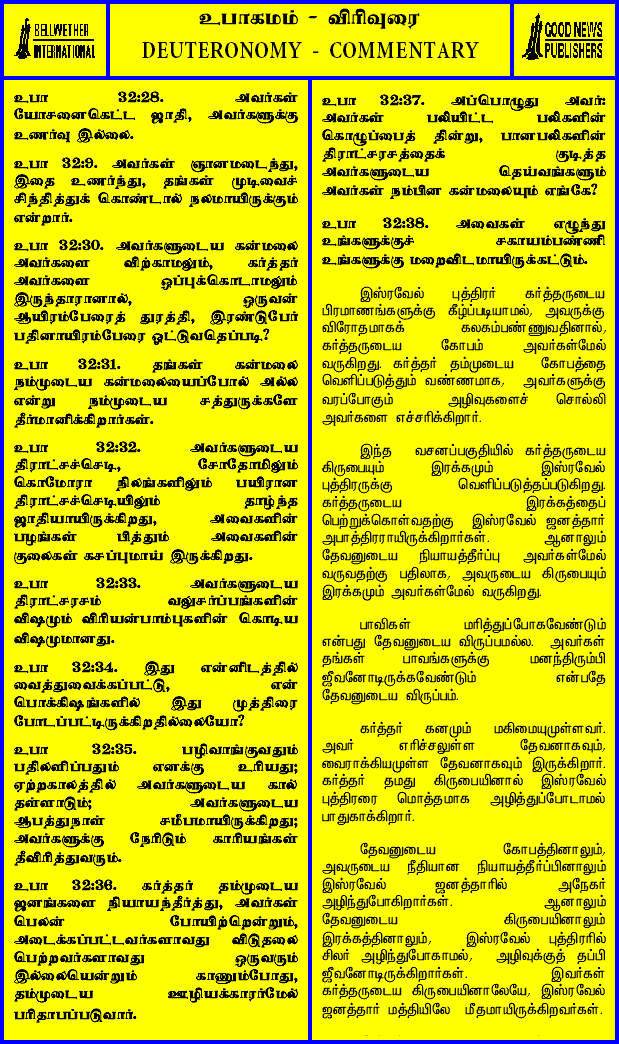 BELLWETHER
INTERNATIONAL
உபாகமம் - விரிவுரை
DEUTERONOMY - COMMENTARY
GOOD NEWS
PUBLISHERS
உபா 32:28. அவர்கள்
யோசனைகெட்ட ஜாதி, அவர்களுக்கு
உணர்வு இல்லை.
உபா 32:9. அவர்கள் ஞானமடைந்து,
இதை உணர்ந்து, தங்கள் முடிவைச்
சிந்தித்துக் கொண்டால் நலமாயிருக்கும்
என்றார்.
உபா 32:30. அவர்களுடைய கன்மலை
அவர்களை விற்காமலும், கர்த்தர்
அவர்களை ஒப்புக்கொடாமலும்
இருந்தாரானால், ஒருவன்
ஆயிரம்பேரைத் துரத்தி, இரண்டுபேர்
பதினாயிரம்பேரை ஓட்டுவதெப்படி?
உபா 32:31. தங்கள் கன்மலை
நம்முடைய கன்மலையைப்போல் அல்ல
என்று நம்முடைய சத்துருக்களே
தீர்மானிக்கிறார்கள்.
உபா 32:32. அவர்களுடைய
திராட்சச்செடி, சோதோமிலும்
கொமோரா நிலங்களிலும் பயிரான
திராட்சச்செடியிலும் தாழ்ந்த
ஜாதியாயிருக்கிறது, அவைகளின்
பழங்கள் பித்தும் அவைகளின்
குலைகள் கசப்புமாய் இருக்கிறது.
உபா 32:33. அவர்களுடைய
திராட்சரசம் வலுசர்ப்பங்களின்
விஷமும் விரியன்பாம்புகளின் கொடிய
விஷமுமானது.
உபா 32:34. இது என்னிடத்தில்
வைத்துவைக்கப்பட்டு, என்
பொக்கிஷங்களில் இது முத்திரை
போடப்பட்டிருக்கிறதில்லையோ?
உபா 32:35. பழிவாங்குவதும்
பதிலளிப்பதும் எனக்கு உரியது;
ஏற்றகாலத்தில் அவர்களுடைய கால்
தள்ளாடும்; அவர்களுடைய
ஆபத்துநாள் சமீபமாயிருக்கிறது;
அவர்களுக்கு நேரிடும் காரியங்கள்
தீவிரித்துவரும்.
உபா 32:36. கர்த்தர் தம்முடைய
ஜனங்களை நியாயந்தீர்த்து, அவர்கள்
பெலன் போயிற்றென்றும்,
அடைக்கப்பட்டவர்களாவது விடுதலை
பெற்றவர்களாவது ஒருவரும்
இல்லையென்றும் காணும்போது,
தம்முடைய ஊழியக்காரர்மேல்
பரிதாபப்படுவார்.
உபா 32:37. அப்பொழுது அவர்:
அவர்கள் பலியிட்ட பலிகளின்
கொழுப்பைத் தின்று, பானபலிகளின்
திராட்சரசத்தைக் குடித்த
அவர்களுடைய தெய்வங்களும்
அவர்கள் நம்பின கன்மலையும் எங்கே?
உபா 32:38. அவைகள் எழுந்து
உங்களுக்குச் சகாயம்பண்ணி
உங்களுக்கு மறைவிடமாயிருக்கட்டும்.
இஸ்ரவேல் புத்திரர் கர்த்தருடைய
பிரமாணங்களுக்கு கீழ்ப்படியாமல், அவருக்கு
விரோதமாகக் கலகம்பண்ணுவதினால்,
கர்த்தருடைய கோபம் அவர்கள்மேல்
வருகிறது. கர்த்தர் தம்முடைய கோபத்தை
வெளிப்படுத்தும் வண்ணமாக, அவர்களுக்கு
வரப்போகும் அழிவுகளைச் சொல்லி
அவர்களை எச்சரிக்கிறார்.
இந்த வசனப்பகுதியில் கர்த்தருடைய
கிருபையும் இரக்கமும் இஸ்ரவேல்
புத்திரருக்கு வெளிப்படுத்தப்படுகிறது.
கர்த்தருடைய இரக்கத்தைப்
பெற்றுக்கொள்வதற்கு இஸ்ரவேல் ஜனத்தார்
அபாத்திரராயிருக்கிறார்கள். ஆனாலும்
தேவனுடைய நியாயத்தீர்ப்பு அவர்கள்மேல்
வருவதற்கு பதிலாக, அவருடைய கிருபையும்
இரக்கமும் அவர்கள்மேல் வருகிறது.
பாவிகள் மரித்துப்போகவேண்டும்
என்பது தேவனுடைய விருப்பமல்ல. அவர்கள்
தங்கள் பாவங்களுக்கு மனந்திரும்பி
ஜீவனோடிருக்கவேண்டும் என்பதே
தேவனுடைய விருப்பம்.
கர்த்தர் கனமும் மகிமையுமுள்ளவர்.
அவர் எரிச்சலுள்ள தேவனாகவும்,
வைராக்கியமுள்ள தேவனாகவும் இருக்கிறார்.
கர்த்தர் தமது கிருபையினால் இஸ்ரவேல்
புத்திரரை மொத்தமாக அழித்துப்போடாமல்
பாதுகாக்கிறார்.
தேவனுடைய கோபத்தினாலும்,
அவருடைய நீதியான நியாயத்தீர்ப்பினாலும்
இஸ்ரவேல் ஜனத்தாரில் அநேகர்
அழிந்துபோகிறார்கள். ஆனாலும்
தேவனுடைய கிருபையினாலும்
இரக்கத்தினாலும், இஸ்ரவேல் புத்திரரில்
சிலர் அழிந்துபோகாமல், அழிவுக்குத் தப்பி
ஜீவனோடிருக்கிறார்கள். இவர்கள்
கர்த்தருடைய கிருபையினாலேயே, இஸ்ரவேல்
ஜனத்தார் மத்தியிலே மீதமாயிருக்கிறவர்கள்.